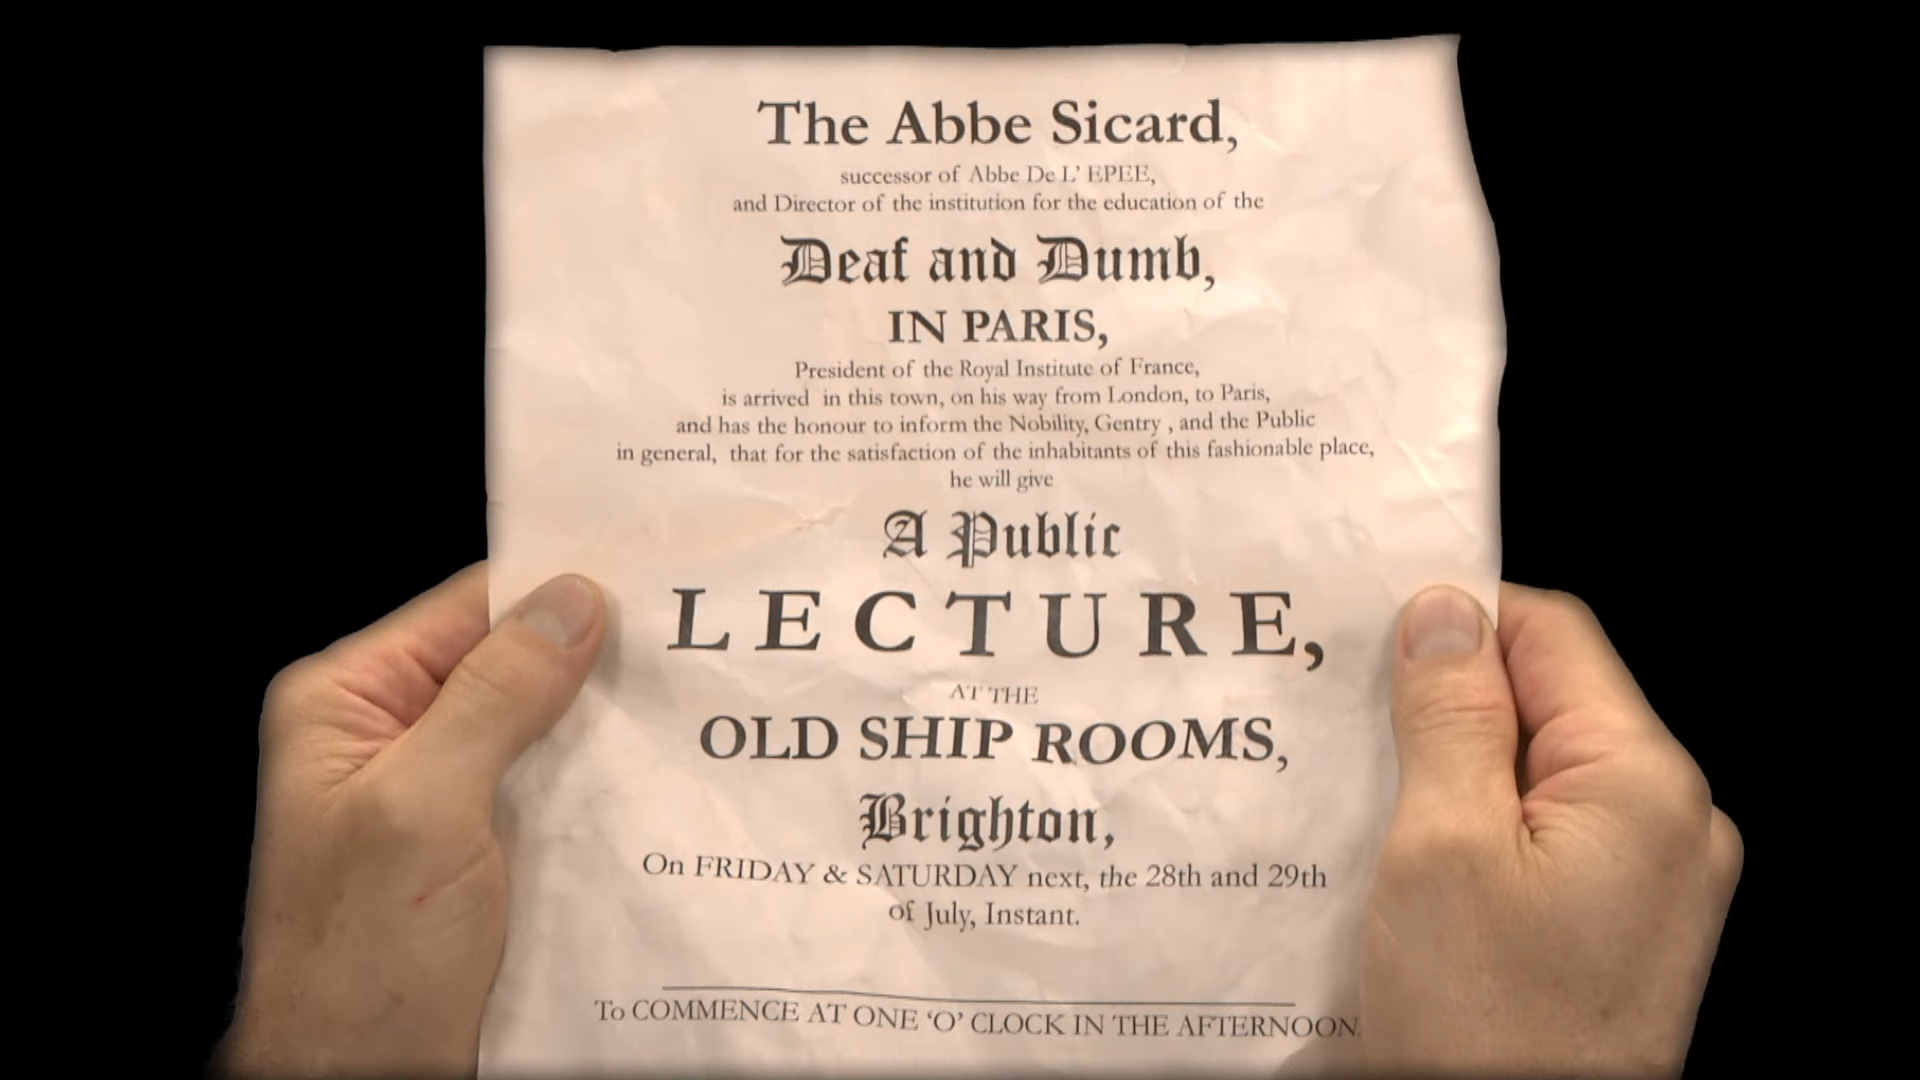 The Abbe Sicard,
successor of Abbe De L' EPEE,
and Director of the institution for the education of the
Deaf and Dumb,
IN PARIS,
President of the Royal Institute of France,
is arrived in this town, on his way from London, to Paris,
and has the honour to inform the Nobility, Gentry , and the Public
in general, that for the satisfaction of the inhabitants of this fashionable place,
he will give
A Public
LECTURE,
AT THE
OLD SHIP ROOMS,
Brighton,
On FRIDAY & SATURDAY next, the 28th and 29th
of July, Instant.
To COMMENCE AT ONE 'O' CLOCK IN THE AFTERNOON.